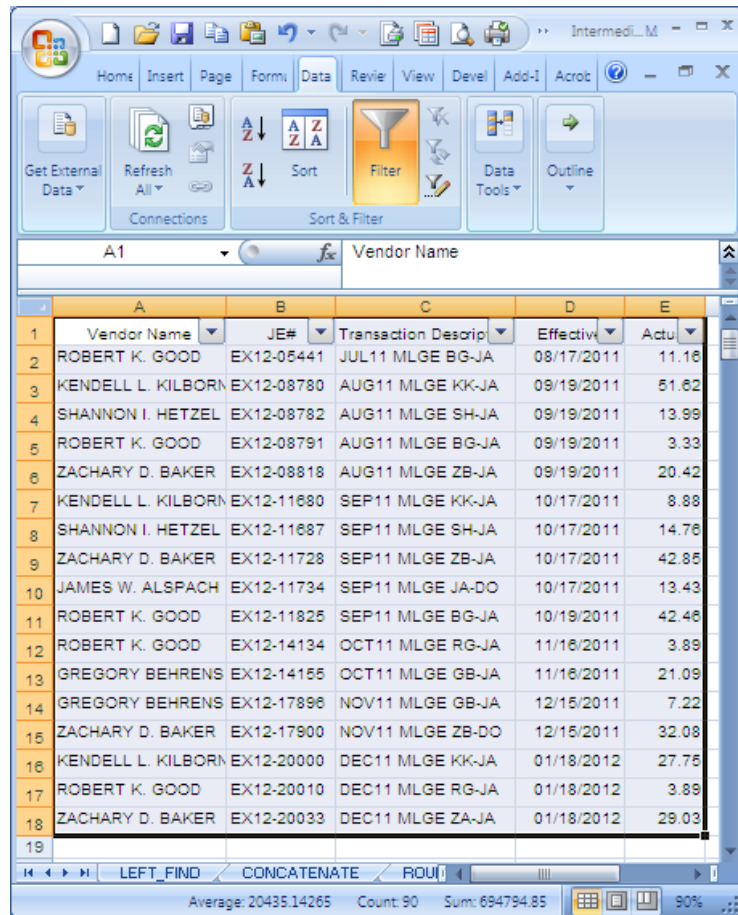 Intermedi... M
Home Insert Page Formu Data Revie View Devel Add-I Acrob
Get External Data
Refresh All
Connections
A Z
Z A
A Z Z A
Sort
Filter
Sort & Filter
Data Tools
Outline
A1 fx Vendor Name
A B C D E
1 Vendor Name JE# Transaction Descrip Effective Actu
2 ROBERT K. GOOD EX12-05441 JUL11 MLGE BG-JA 08/17/2011 11.16
3 KENDELL L. KILBORN EX12-08780 AUG11 MLGE KK-JA 09/19/2011 51.62
4 SHANNON I. HETZEL EX12-08782 AUG11 MLGE SH-JA 09/19/2011 13.99
5 ROBERT K. GOOD EX12-08791 AUG11 MLGE BG-JA 09/19/2011 3.33
6 ZACHARY D. BAKER EX12-08818 AUG11 MLGE ZB-JA 09/19/2011 20.42
7 KENDELL L. KILBORN EX12-11680 SEP11 MLGE KK-JA 10/17/2011 8.88
8 SHANNON I. HETZEL EX12-11687 SEP11 MLGE SH-JA 10/17/2011 14.76
9 ZACHARY D. BAKER EX12-11728 SEP11 MLGE ZB-JA 10/17/2011 42.85
10 JAMES W. ALSPACH EX12-11734 SEP11 MLGE JA-DO 10/17/2011 13.43
11 ROBERT K. GOOD EX12-11825 SEP11 MLGE BG-JA 10/19/2011 42.46
12 ROBERT K. GOOD EX12-14134 OCT11 MLGE RG-JA 11/16/2011 3.89
13 GREGORY BEHRENS EX12-14155 OCT11 MLGE GB-JA 11/16/2011 21.09
14 GREGORY BEHRENS EX12-17896 NOV11 MLGE GB-JA 12/15/2011 7.22
15 ZACHARY D. BAKER EX12-17900 NOV11 MLGE ZB-DO 12/15/2011 32.08
16 KENDELL L. KILBORN EX12-20000 DEC11 MLGE KK-JA 01/18/2012 27.75
17 ROBERT K. GOOD EX12-20010 DEC11 MLGE RG-JA 01/18/2012 3.89
18 ZACHARY D. BAKER EX12-20033 DEC11 MLGE ZA-JA 01/18/2012 29.03
19
LEFT_FIND CONCATENATE ROU
Average: 20435.14265 Count: 90 Sum: 694794.85 90%